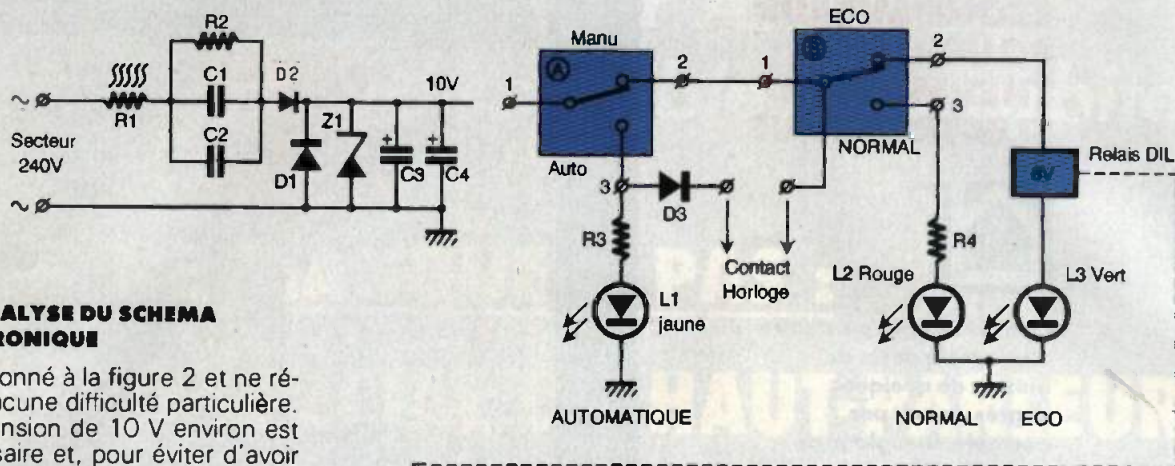 R2
C1
C2
R1
D2
Secteur
240V
D1
Z1
C3
C4
10V
Manu
A
1
2
Auto
3
D3
R3
L1
jaune
AUTOMATIQUE
Contact
Horloge
ECO
B
1
2
3
NORMAL
R4
L2 Rouge
NORMAL
6V
Relais DIL
L3 Vert
ECO
ALYSE DU SCHEMA
RONIQUE
onné à la figure 2 et ne ré-
cune difficulté particulière.
nsion de 10 V environ est
saire et, pour éviter d'avoir